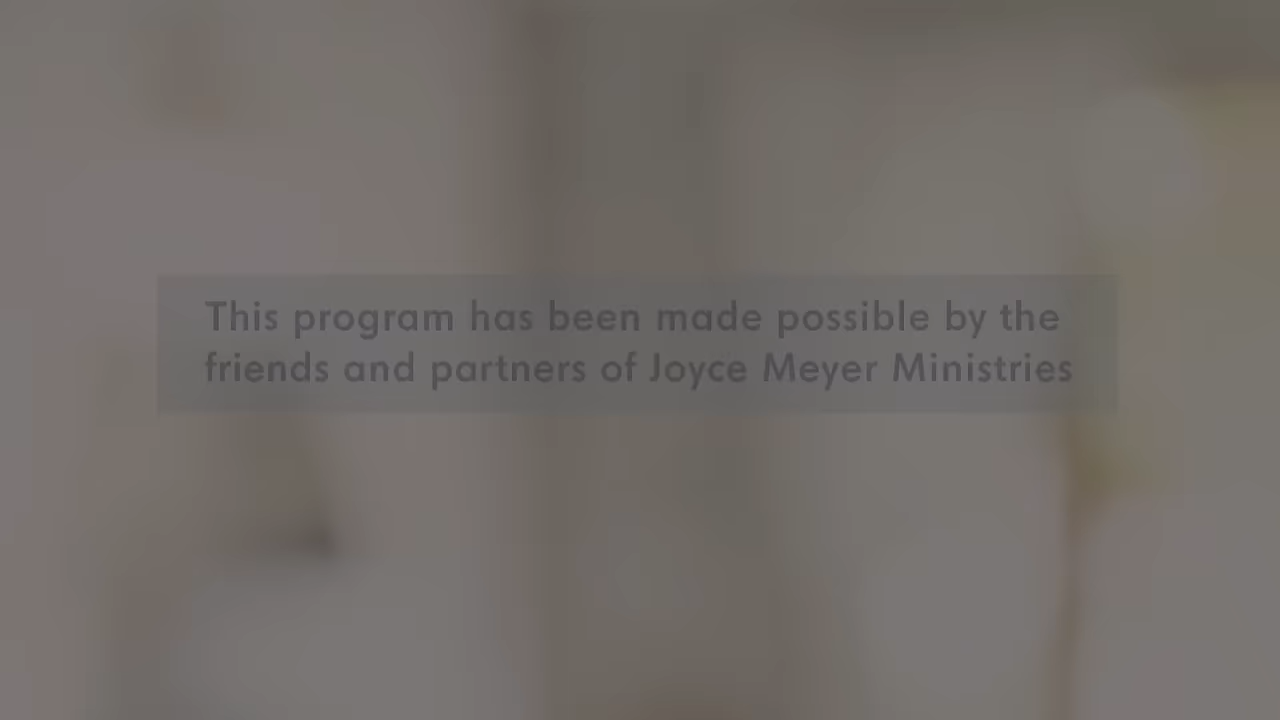 This program has been made possible by the
friends and partners of Joyce Meyer Ministries